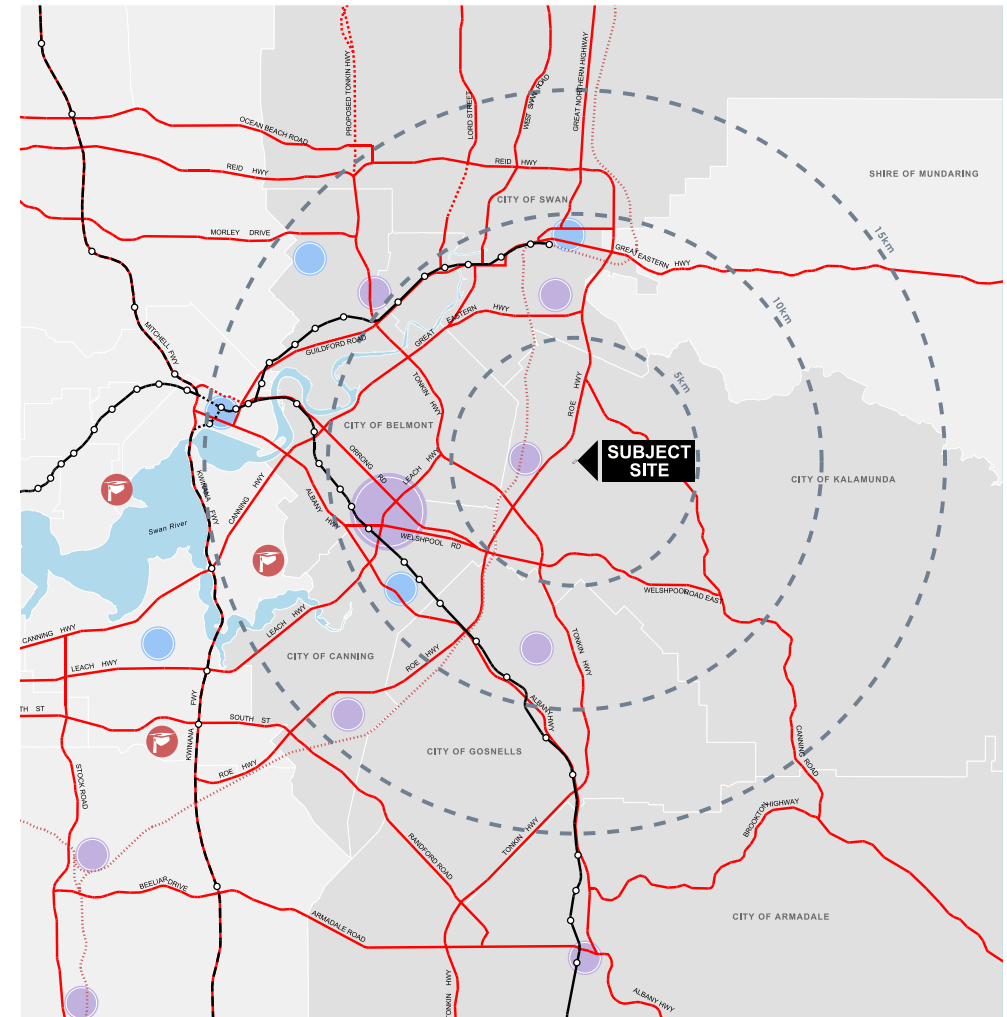 PROPOSED TONKIN HWY
LORD STREET
WEST SWAN ROAD
GREAT NORTHERN HIGHWAY
OCEAN BEACH ROAD
REID HWY
REID HWY
SHIRE OF MUNDARING
CITY OF SWAN
MORLEY DRIVE
15km
GREAT EASTERN HWY
10km
GREAT EASTERN HWY
MITCHELL FWY
GUILDFORD ROAD
TONKIN HWY
5km
ROE HWY
CITY OF BELMONT
ORRONG RD
LEACH HWY
SUBJECT
SITE
CITY OF KALAMUNDA
KWINANA FWY
CANNING HWY
ALBANY HWY
Swan River
WELSHPOOL RD
WELSHPOOL ROAD EAST
CANNING HWY
LEACH HWY
LEACH HWY
CITY OF CANNING
ROE HWY
TONKIN HWY
TH ST
SOUTH ST
KWINANA FWY
ALBANY HWY
CITY OF GOSNELLS
CANNING ROAD
STOCK ROAD
ROE HWY
BROOKTON HIGHWAY
RANDFORD ROAD
TONKIN HWY
BEELIAR DRIVE
ARMADALE ROAD
CITY OF ARMADALE
TONKIN HWY
ALBANY HWY